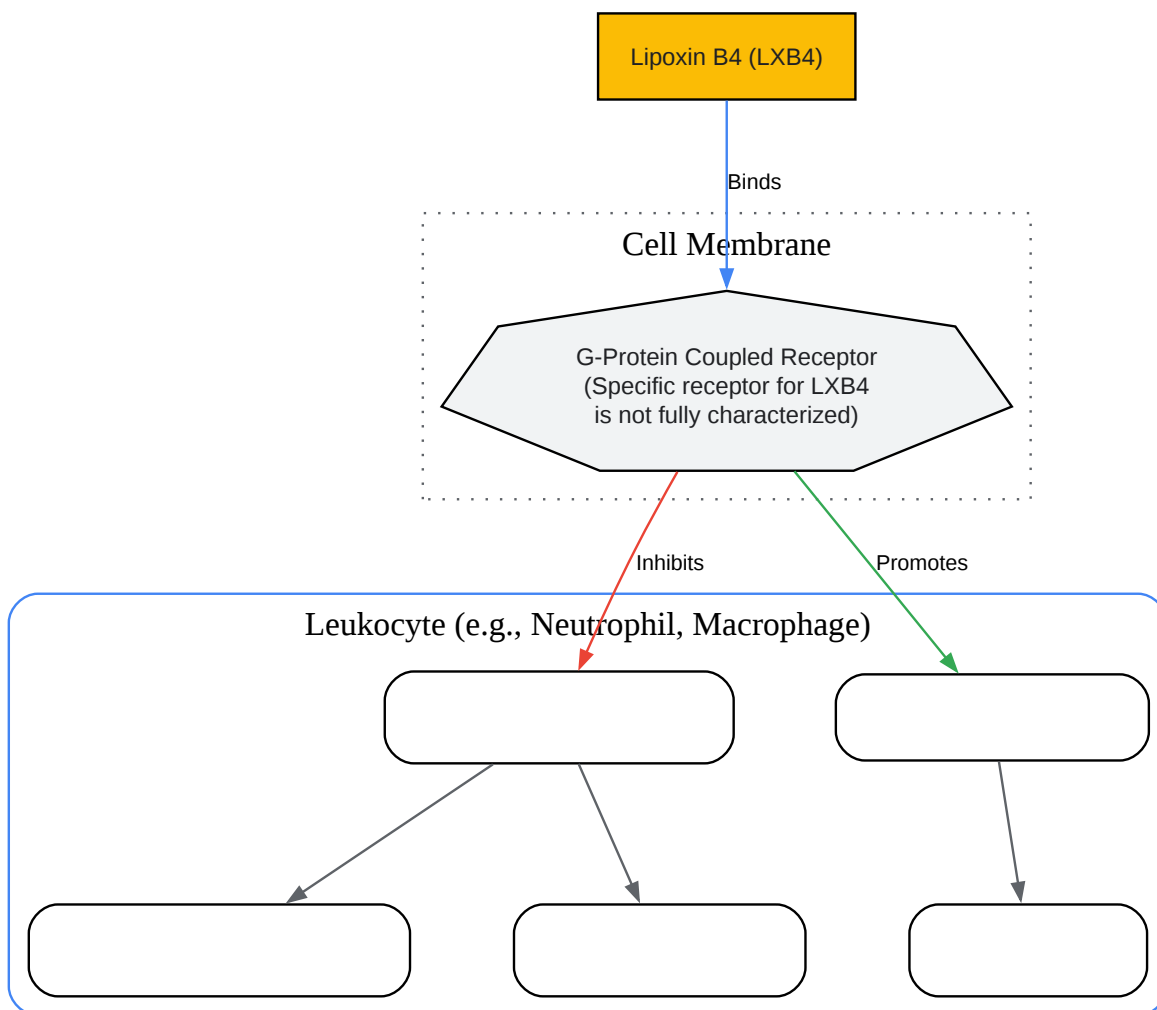 Lipoxin B4 (LXB4)
Binds
Cell Membrane
G-Protein Coupled Receptor
(Specific receptor for LXB4
is not fully characterized)
Inhibits
Promotes
Leukocyte (e.g., Neutrophil, Macrophage)